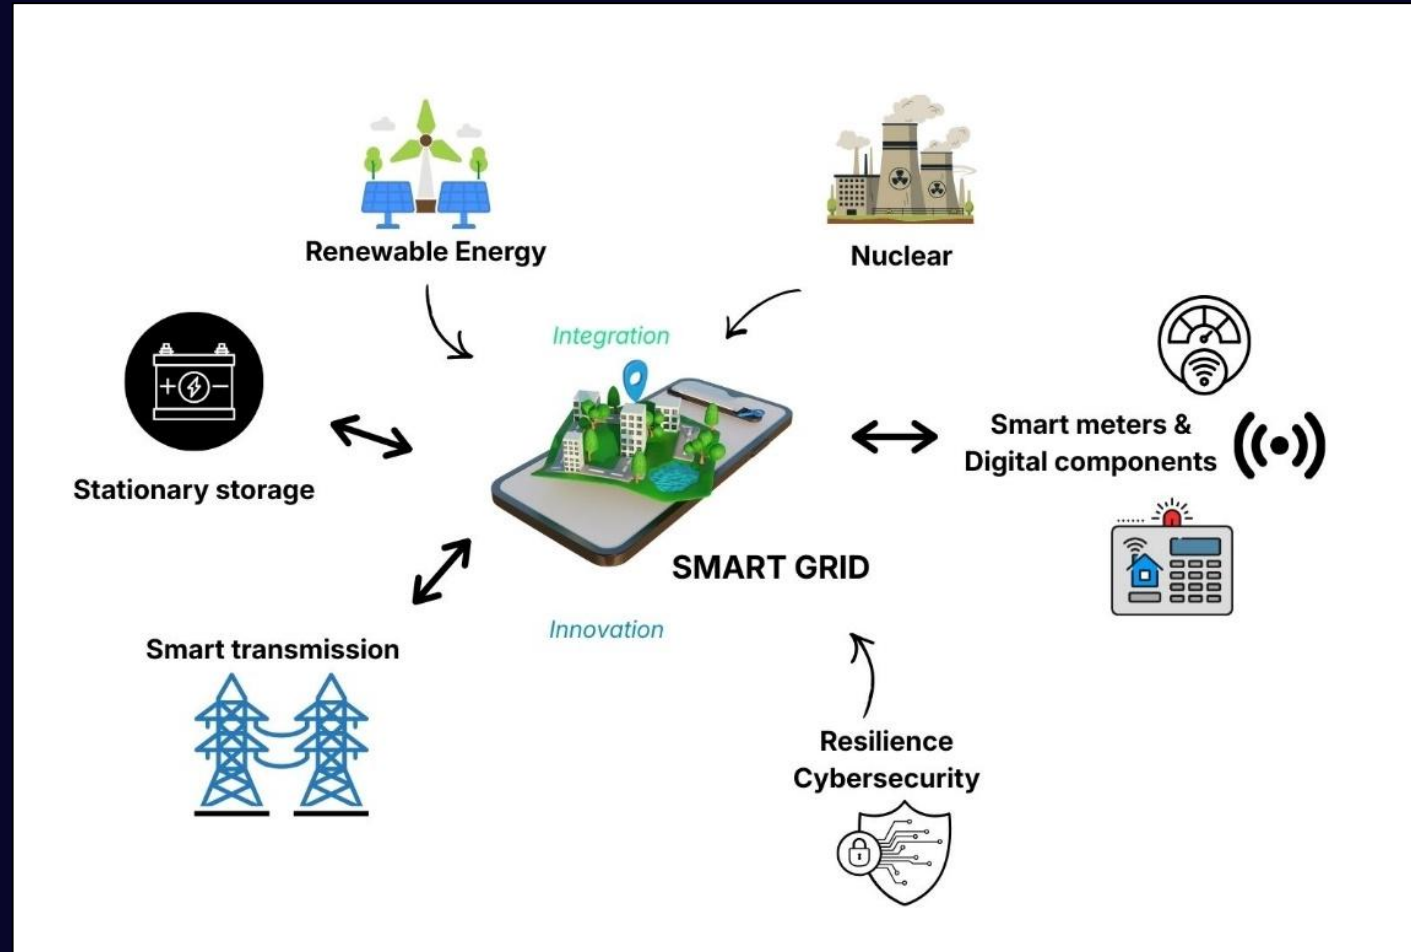 Renewable Energy
Nuclear
Integration
Smart meters &
Digital components
Stationary storage
SMART GRID
Innovation
Smart transmission
Resilience
Cybersecurity